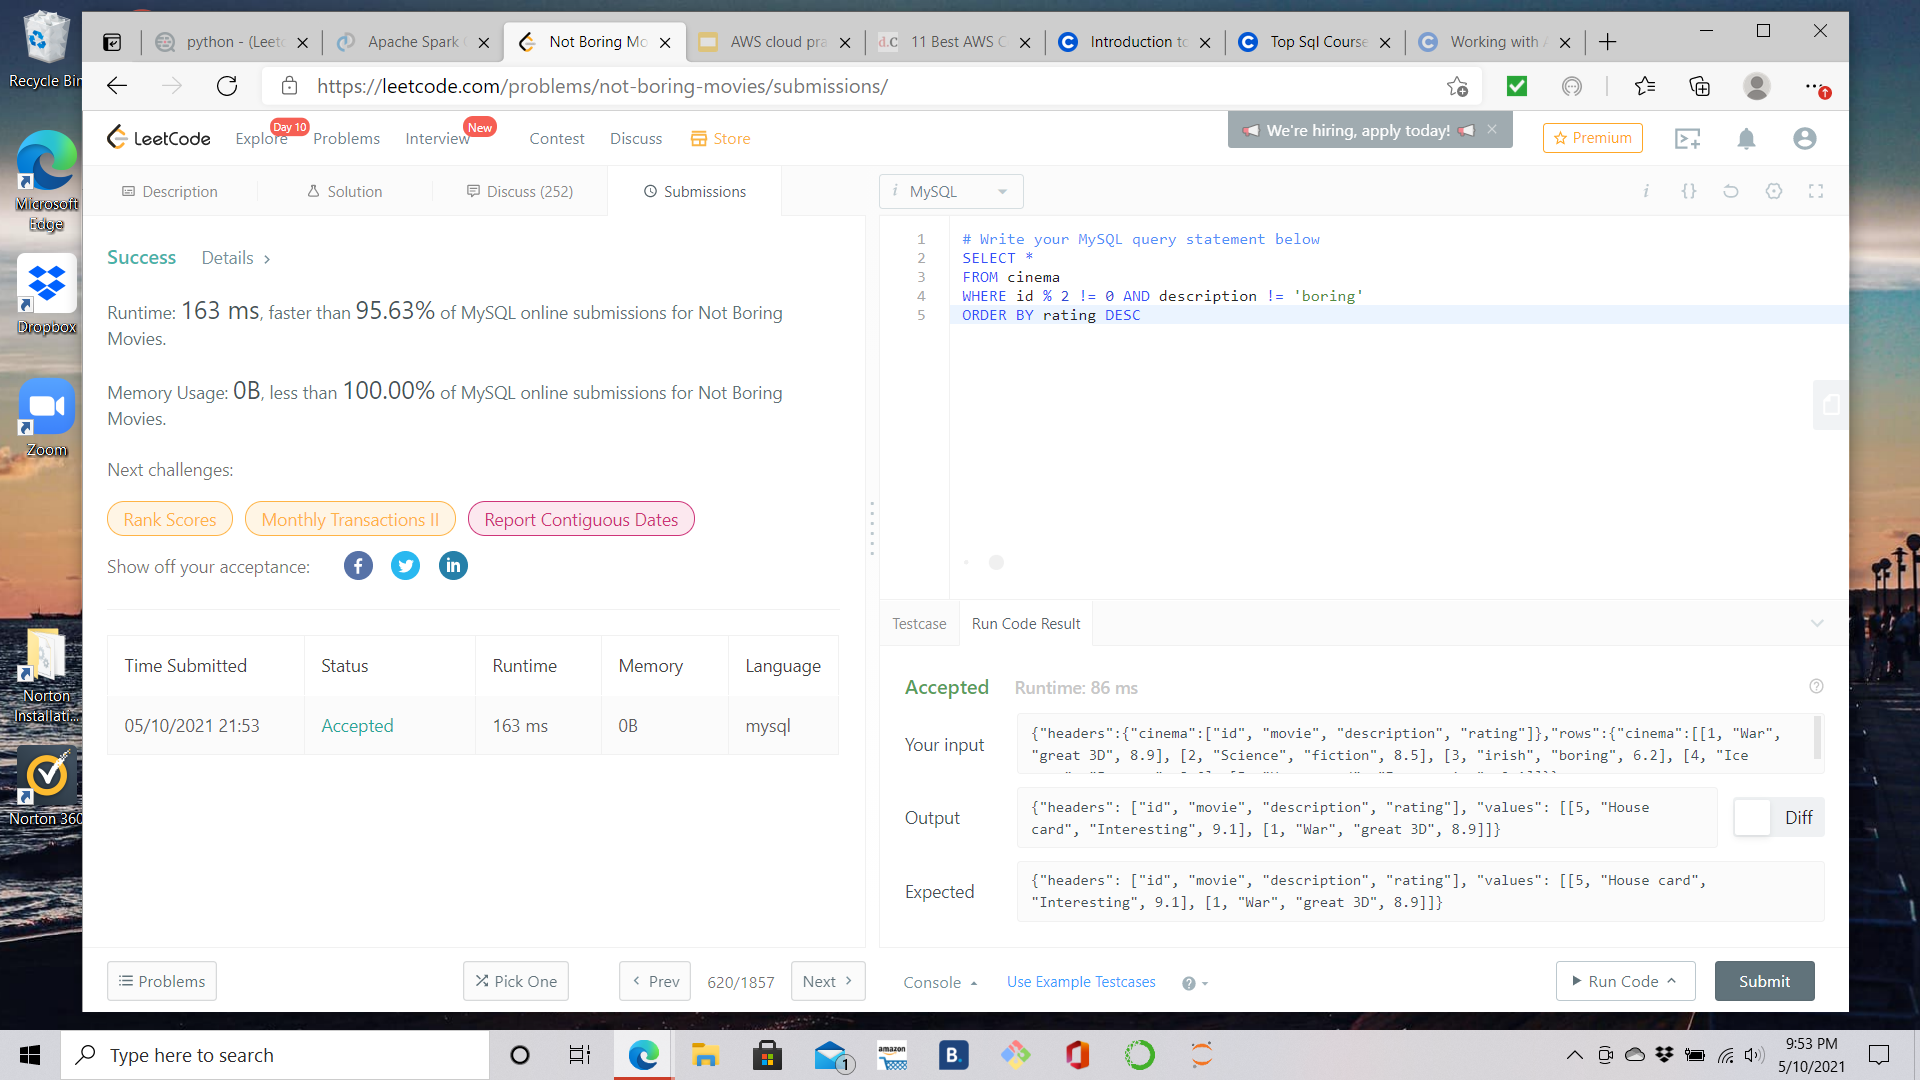 Recycle Bin
Microsoft
Edge
Dropbox
Zoom
Norton
Installati...
Norton 360
python - (Leetc
Apache Spark
Not Boring Mo
AWS cloud pra
d.C
11 Best AWS C
Introduction to
Top Sql Course
Working with A
https://leetcode.com/problems/not-boring-movies/submissions/
LeetCode
Explore
Day 10
Problems
Interview
New
Contest
Discuss
Store
We're hiring, apply today!
Premium
Description
Solution
Discuss (252)
Submissions
i MySQL
i {}
Success Details >
Runtime: 163 ms, faster than 95.63% of MySQL online submissions for Not Boring
Movies.
Memory Usage: 0B, less than 100.00% of MySQL online submissions for Not Boring
Movies.
Next challenges:
Rank Scores Monthly Transactions II Report Contiguous Dates
Show off your acceptance:
Time Submitted Status Runtime Memory Language
05/10/2021 21:53 Accepted 163 ms 0B mysql
1 # Write your MySQL query statement below
2 SELECT *
3 FROM cinema
4 WHERE id % 2 != 0 AND description != 'boring'
5 ORDER BY rating DESC
Testcase Run Code Result
Accepted Runtime: 86 ms
Your input
{"headers":{"cinema":["id", "movie", "description", "rating"]},"rows":{"cinema":[[1, "War",
"great 3D", 8.9], [2, "Science", "fiction", 8.5], [3, "irish", "boring", 6.2], [4, "Ice
Output
{"headers": ["id", "movie", "description", "rating"], "values": [[5, "House
card", "Interesting", 9.1], [1, "War", "great 3D", 8.9]]}
Diff
Expected
{"headers": ["id", "movie", "description", "rating"], "values": [[5, "House card",
"Interesting", 9.1], [1, "War", "great 3D", 8.9]]}
Problems
Pick One
< Prev 620/1857 Next >
Console
Use Example Testcases
Run Code
Submit
Type here to search
1
amazon
B.
9:53 PM
5/10/2021